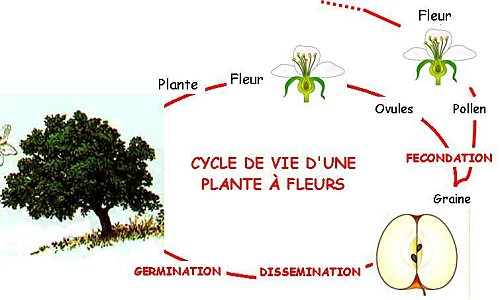 Fleur
Plante
Fleur
Ovules
Pollen
CYCLE DE VIE D'UNE
PLANTE À FLEURS
FECONDATION
Graine
GERMINATION
DISSEMINATION